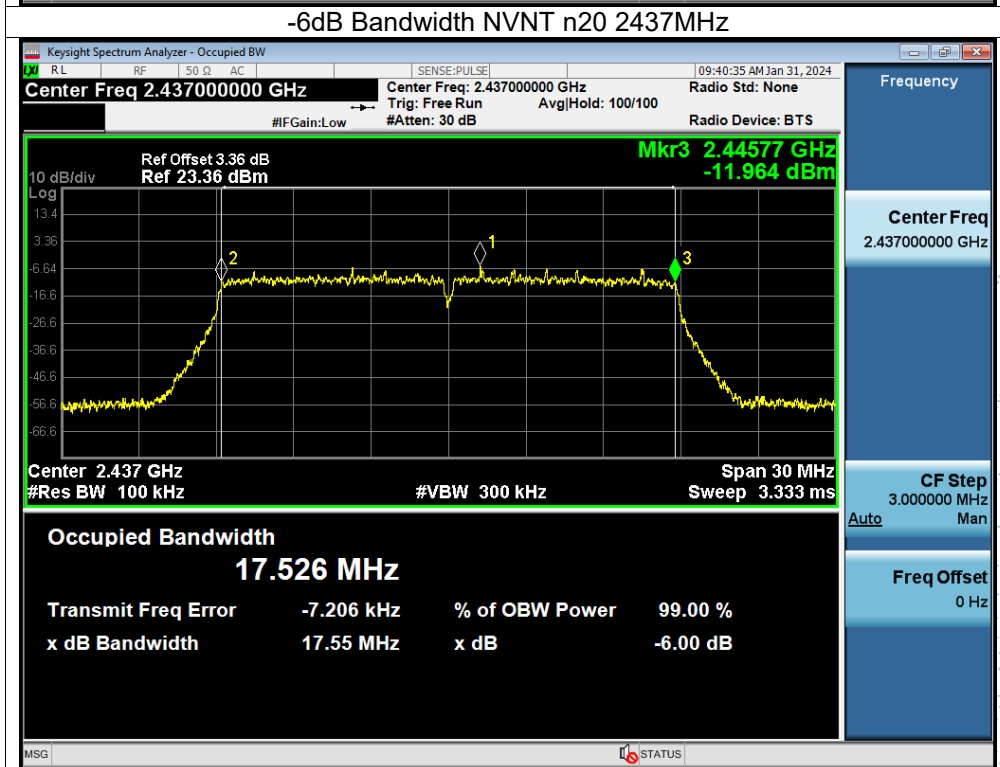 -6dB Bandwidth NVNT n20 2437MHz
Keysight Spectrum Analyzer - Occupied BW
LXI RL RF 50 Ω AC SENSE:PULSE 09:40:35 AM Jan 31, 2024
Center Freq 2.437000000 GHz
Center Freq: 2.437000000 GHz Radio Std: None
Trig: Free Run Avg|Hold: 100/100
#IFGain:Low #Atten: 30 dB Radio Device: BTS
Frequency
Mkr3 2.44577 GHz
-11.964 dBm
Ref Offset 3.36 dB
10 dB/div Ref 23.36 dBm
Log
13.4
3.36
-6.64
-16.6
-26.6
-36.6
-46.6
-56.6
-66.6
1
2
3
Center 2.437 GHz Span 30 MHz
#Res BW 100 kHz #VBW 300 kHz Sweep 3.333 ms
Occupied Bandwidth
17.526 MHz
Transmit Freq Error -7.206 kHz % of OBW Power 99.00 %
x dB Bandwidth 17.55 MHz x dB -6.00 dB
Center Freq
2.437000000 GHz
CF Step
3.000000 MHz
Auto Man
Freq Offset
0 Hz
MSG STATUS